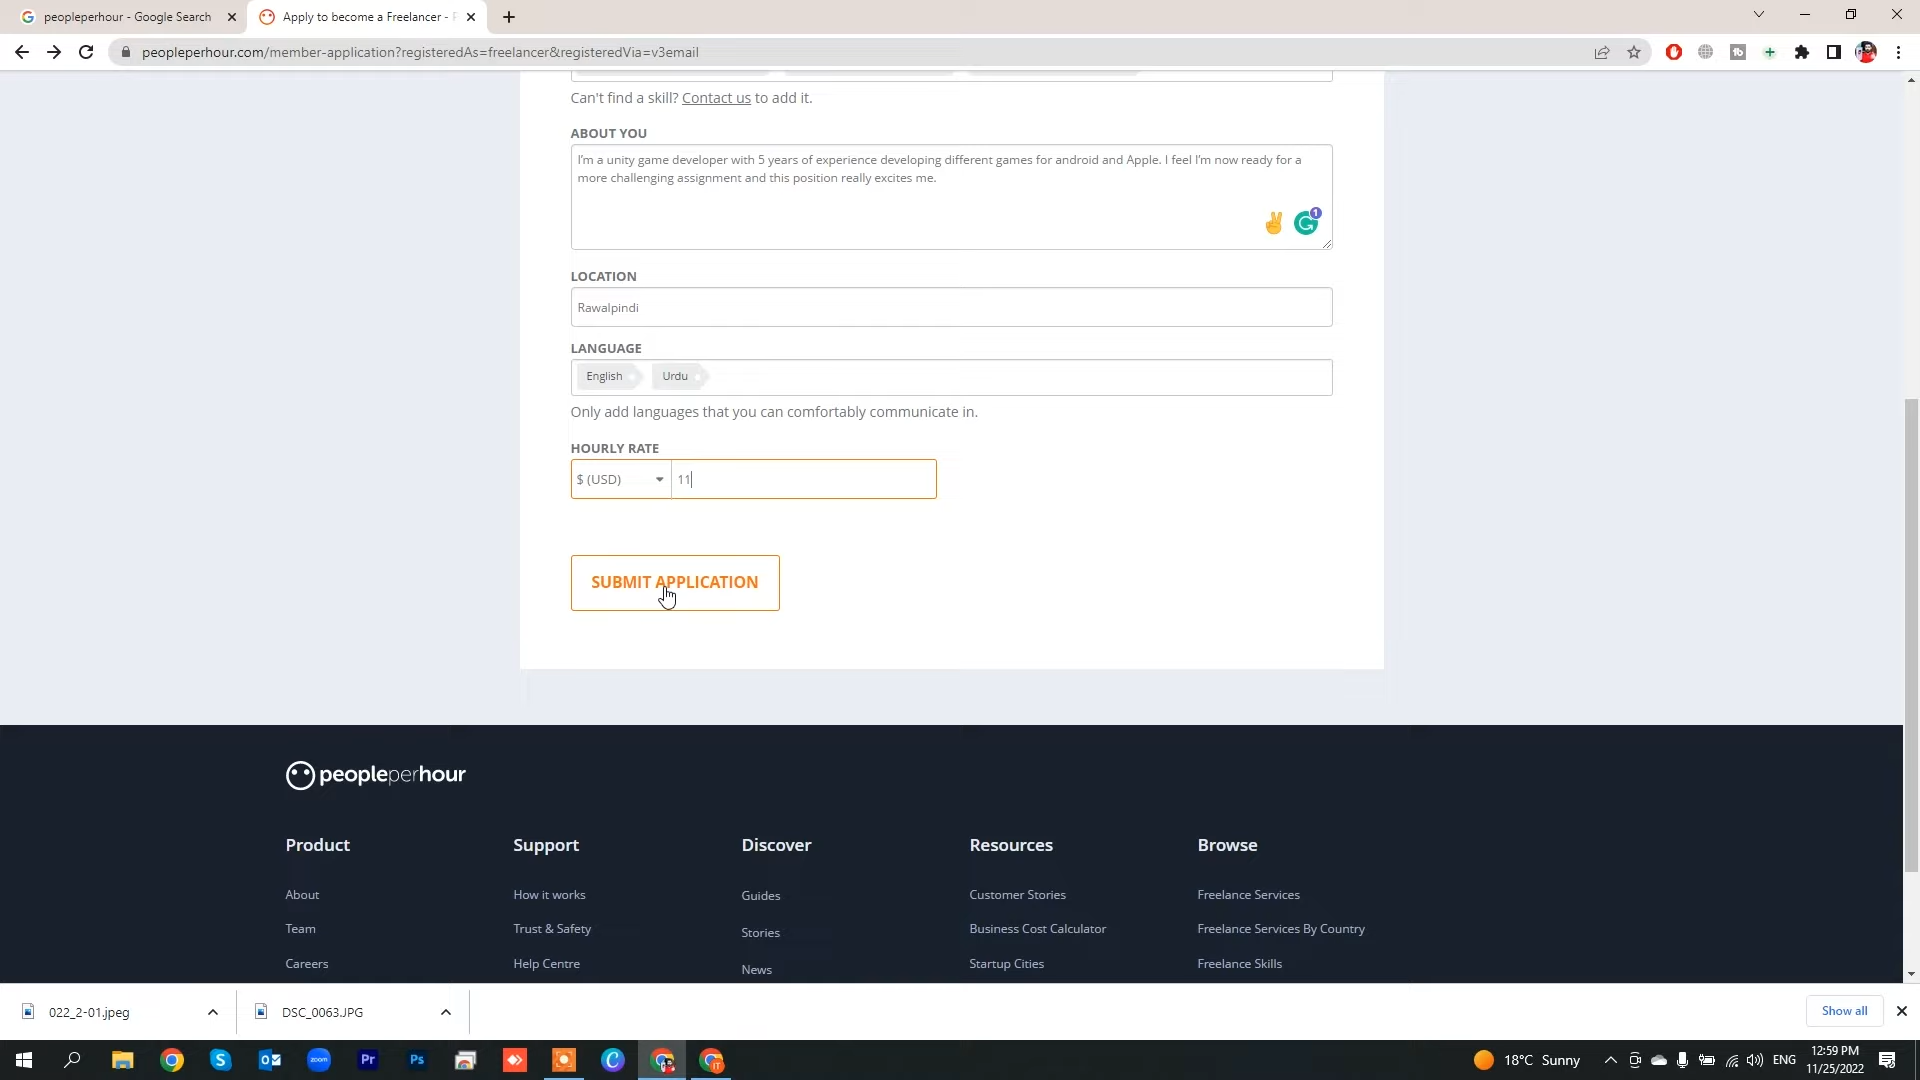 peopleperhour - Google Search
Apply to become a Freelancer -
peopleperhour.com/member-application?registeredAs=freelancer&registeredVia=v3email
Can't find a skill? Contact us to add it.
ABOUT YOU
I'm a unity game developer with 5 years of experience developing different games for android and Apple. I feel I'm now ready for a
more challenging assignment and this position really excites me.
1
LOCATION
Rawalpindi
LANGUAGE
English Urdu
Only add languages that you can comfortably communicate in.
HOURLY RATE
$ (USD) 11
SUBMIT APPLICATION
peopleperhour
Product Support Discover Resources Browse
About How it works Guides Customer Stories Freelance Services
Team Trust & Safety Stories Business Cost Calculator Freelance Services By Country
Careers Help Centre News Startup Cities Freelance Skills
022_2-01.jpeg DSC_0063.JPG Show all
zoom Pr Ps
18°C Sunny ENG 12:59 PM
11/25/2022